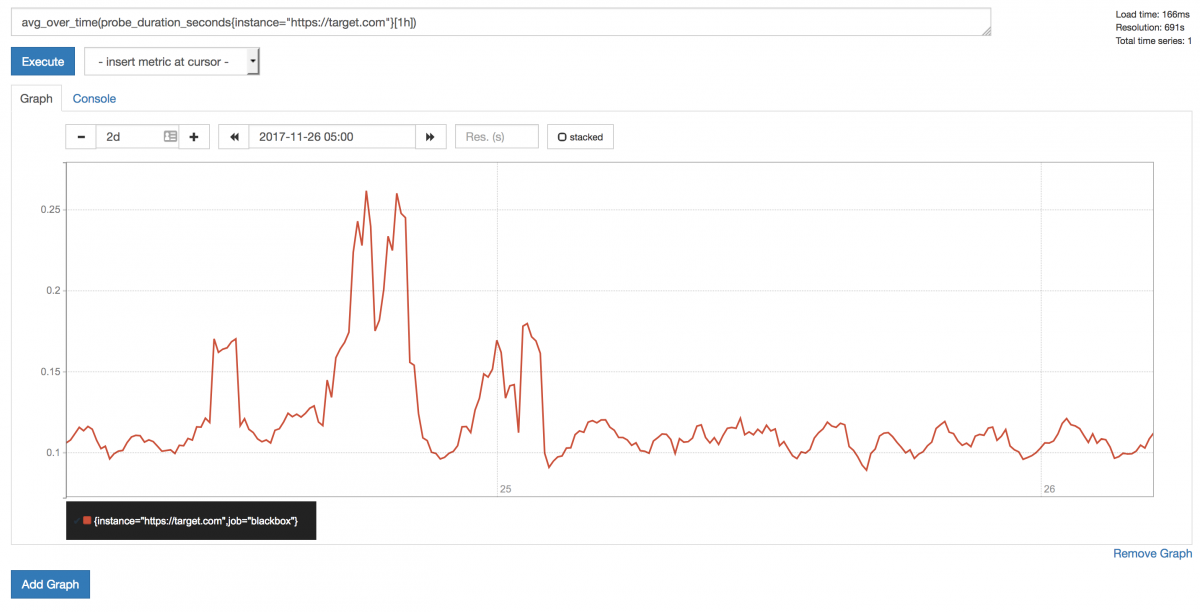 avg_over_time(probe_duration_seconds{instance="https://target.com"}[1h])
Load time: 166ms
Resolution: 691s
Total time series: 1
Execute
- insert metric at cursor -
Graph Console
2d + 2017-11-26 05:00 Res. (s) stacked
0.25
0.2
0.15
0.1
25 26
{instance="https://target.com",job="blackbox"}
Remove Graph
Add Graph